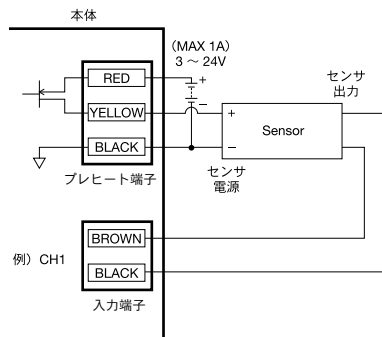 本体
(MAX 1A)
3 ～ 24V
センサ
出力
RED
+
YELLOW
−
+
Sensor
BLACK
−
プレヒート端子
センサ
電源
BROWN
例）CH1
BLACK
入力端子